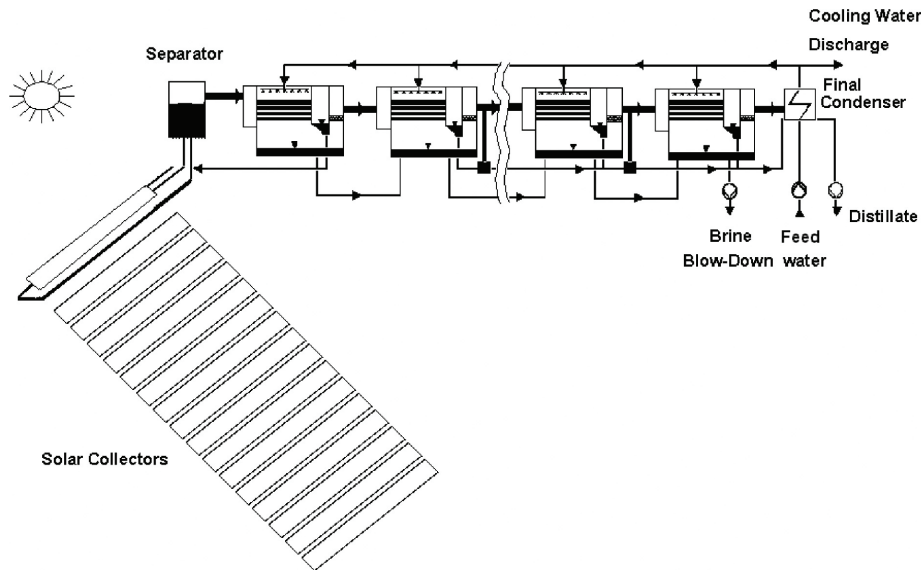 Cooling Water
Discharge
Separator
Final
Condenser
Distillate
Brine
Blow-Down
Feed
water
Solar Collectors